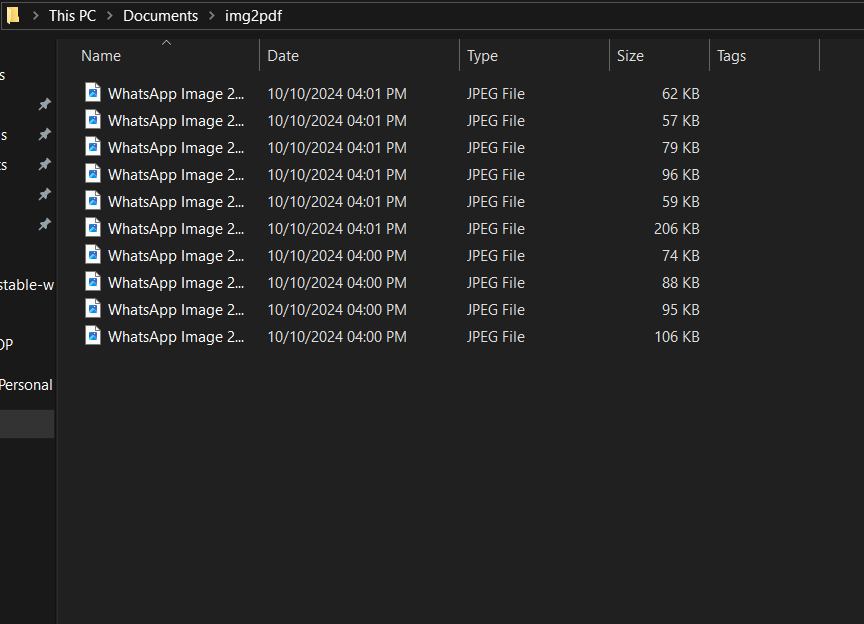 This PC > Documents > img2pdf
Name Date Type Size Tags
WhatsApp Image 2... 10/10/2024 04:01 PM JPEG File 62 KB
WhatsApp Image 2... 10/10/2024 04:01 PM JPEG File 57 KB
WhatsApp Image 2... 10/10/2024 04:01 PM JPEG File 79 KB
WhatsApp Image 2... 10/10/2024 04:01 PM JPEG File 96 KB
WhatsApp Image 2... 10/10/2024 04:01 PM JPEG File 59 KB
WhatsApp Image 2... 10/10/2024 04:01 PM JPEG File 206 KB
WhatsApp Image 2... 10/10/2024 04:00 PM JPEG File 74 KB
WhatsApp Image 2... 10/10/2024 04:00 PM JPEG File 88 KB
WhatsApp Image 2... 10/10/2024 04:00 PM JPEG File 95 KB
WhatsApp Image 2... 10/10/2024 04:00 PM JPEG File 106 KB
stable-w
Personal